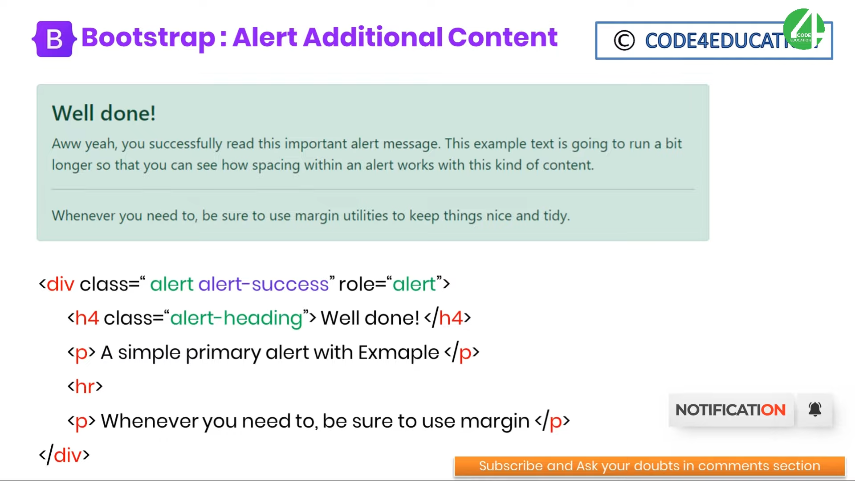 B Bootstrap : Alert Additional Content
© CODE4EDUCATION
4 CODE
Well done!
Aww yeah, you successfully read this important alert message. This example text is going to run a bit
longer so that you can see how spacing within an alert works with this kind of content.
Whenever you need to, be sure to use margin utilities to keep things nice and tidy.
<div class=“ alert alert-success” role=“alert”>
<h4 class=“alert-heading”> Well done! </h4>
<p> A simple primary alert with Exmaple </p>
<hr>
<p> Whenever you need to, be sure to use margin </p>
</div>
NOTIFICATION
Subscribe and Ask your doubts in comments section